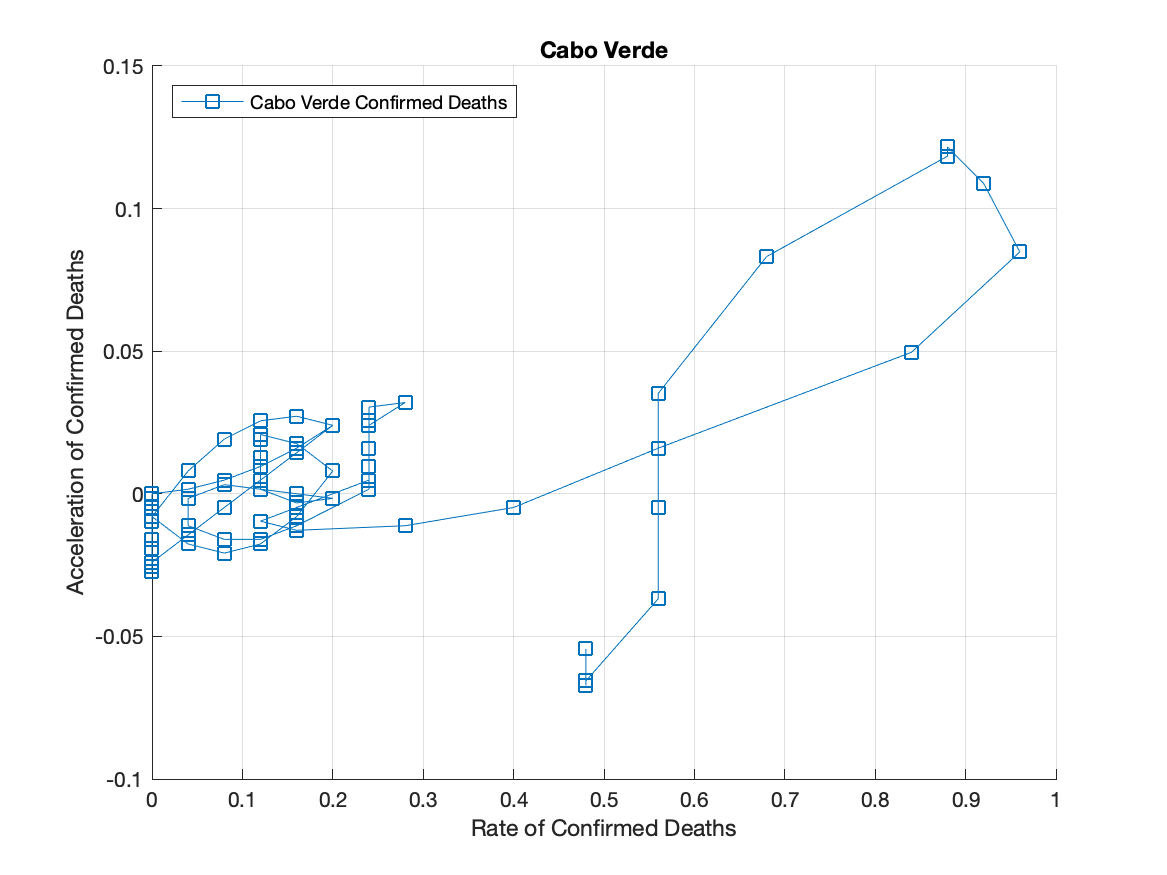 Cabo Verde
0.15
Cabo Verde Confirmed Deaths
0.1
0.05
0
-0.05
-0.1
Acceleration of Confirmed Deaths
0 0.1 0.2 0.3 0.4 0.5 0.6 0.7 0.8 0.9 1
Rate of Confirmed Deaths